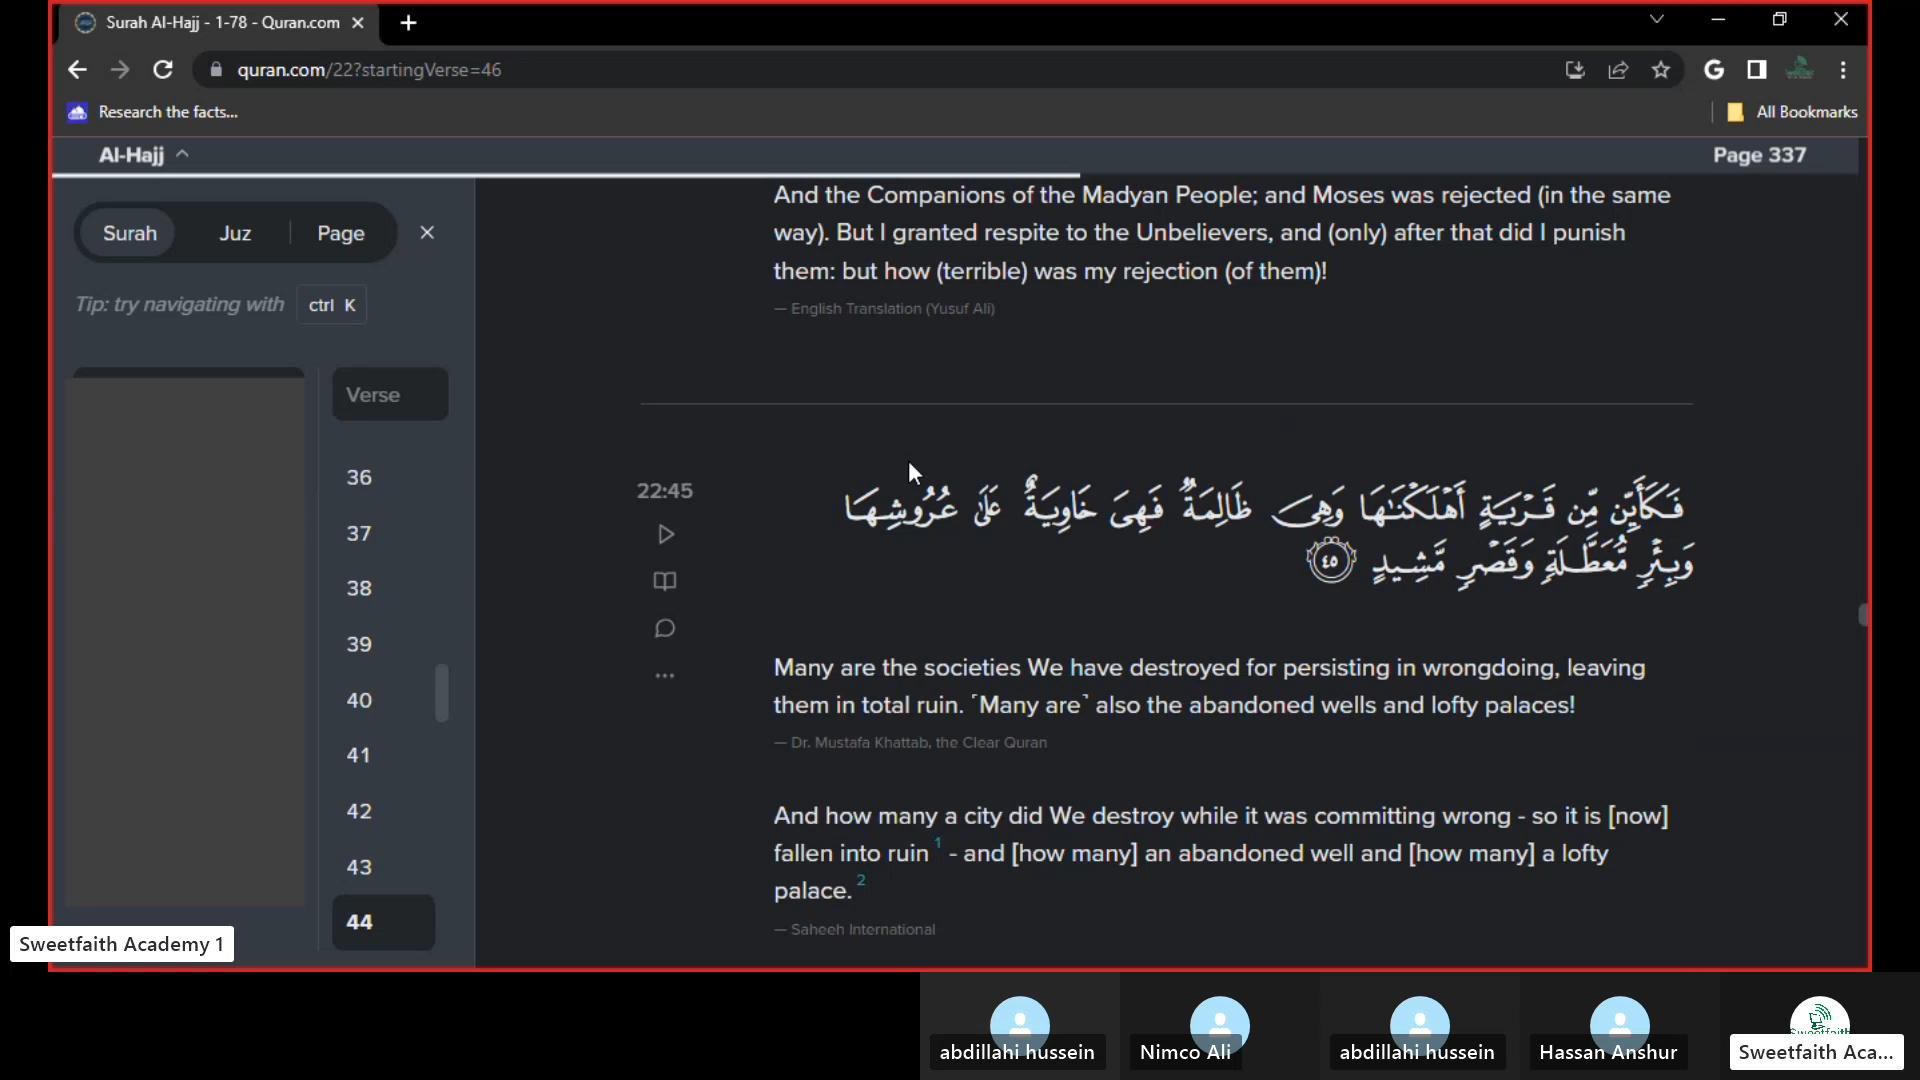 Surah Al-Hajj - 1-78 - Quran.com
quran.com/22?startingVerse=46
Research the facts...
All Bookmarks
Al-Hajj
Page 337
Surah
Juz
Page
Tip: try navigating with ctrl K
Verse
36
37
38
39
40
41
42
43
44
And the Companions of the Madyan People; and Moses was rejected (in the same
way). But I granted respite to the Unbelievers, and (only) after that did I punish
them: but how (terrible) was my rejection (of them)!
— English Translation (Yusuf Ali)
22:45
فَكَأَيِّن مِّن قَرْيَةٍ أَهْلَكْنَـٰهَا وَهِىَ ظَالِمَةٌ فَهِىَ خَاوِيَةٌ عَلَىٰ عُرُوشِهَا
وَبِئْرٍ مُّعَطَّلَةٍ وَقَصْرٍ مَّشِيدٍ ٤٥
Many are the societies We have destroyed for persisting in wrongdoing, leaving
them in total ruin. ˹Many are˺ also the abandoned wells and lofty palaces!
— Dr. Mustafa Khattab, the Clear Quran
And how many a city did We destroy while it was committing wrong - so it is [now]
fallen into ruin 1 - and [how many] an abandoned well and [how many] a lofty
palace. 2
— Saheeh International
Sweetfaith Academy 1
abdillahi hussein
Nimco Ali
abdillahi hussein
Hassan Anshur
Sweetfaith Aca...